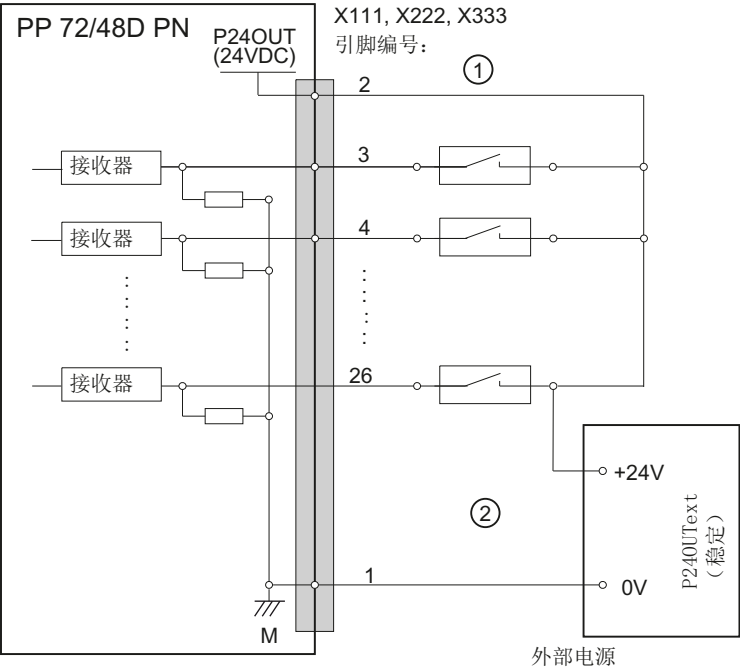 PP 72/48D PN
P24OUT
(24VDC)
X111, X222, X333
引脚编号：
①
2
接收器
3
接收器
4
接收器
26
+24V
②
P24OUText
（稳定）
1
0V
M
外部电源